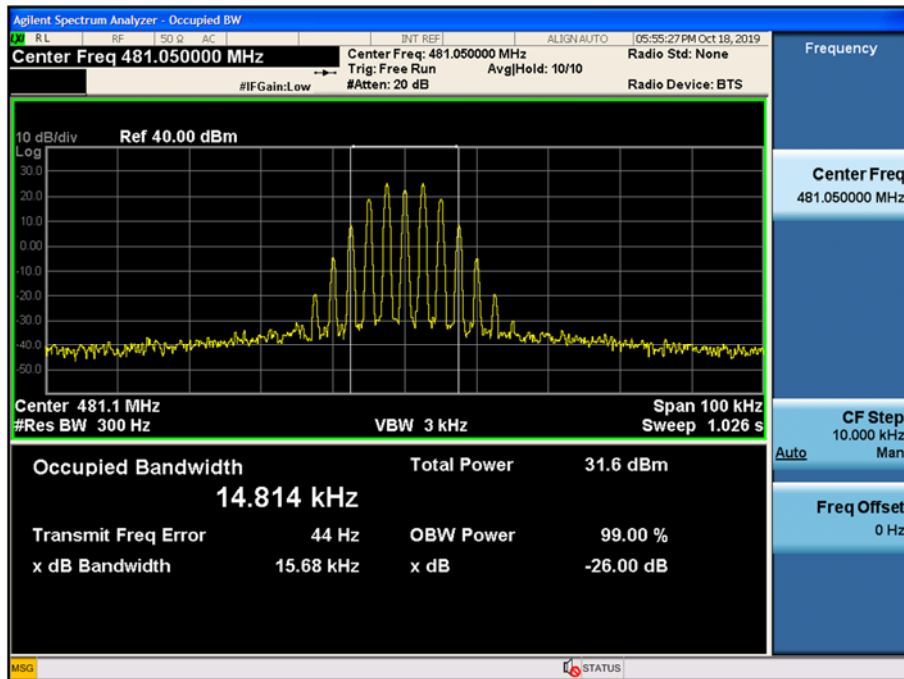 Agilent Spectrum Analyzer - Occupied BW
LXI RL RF 50 Ω AC INT REF ALIGN AUTO 05:55:27 PM Oct 18, 2019
Center Freq 481.050000 MHz
Center Freq: 481.050000 MHz Radio Std: None
Trig: Free Run Avg|Hold: 10/10
#IFGain:Low #Atten: 20 dB Radio Device: BTS
10 dB/div Ref 40.00 dBm
Log
30.0
20.0
10.0
0.00
-10.0
-20.0
-30.0
-40.0
-50.0
Center 481.1 MHz Span 100 kHz
#Res BW 300 Hz VBW 3 kHz Sweep 1.026 s
Occupied Bandwidth Total Power 31.6 dBm
14.814 kHz
Transmit Freq Error 44 Hz OBW Power 99.00 %
x dB Bandwidth 15.68 kHz x dB -26.00 dB
MSG STATUS
Frequency
Center Freq
481.050000 MHz
CF Step
10.000 kHz
Auto Man
Freq Offset
0 Hz